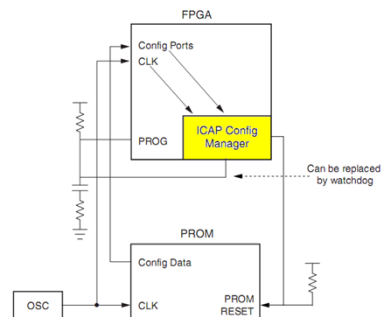 FPGA
Config Ports
CLK
ICAP Config
Manager
PROG
Can be replaced
by watchdog
PROM
Config Data
OSC
CLK
PROM
RESET